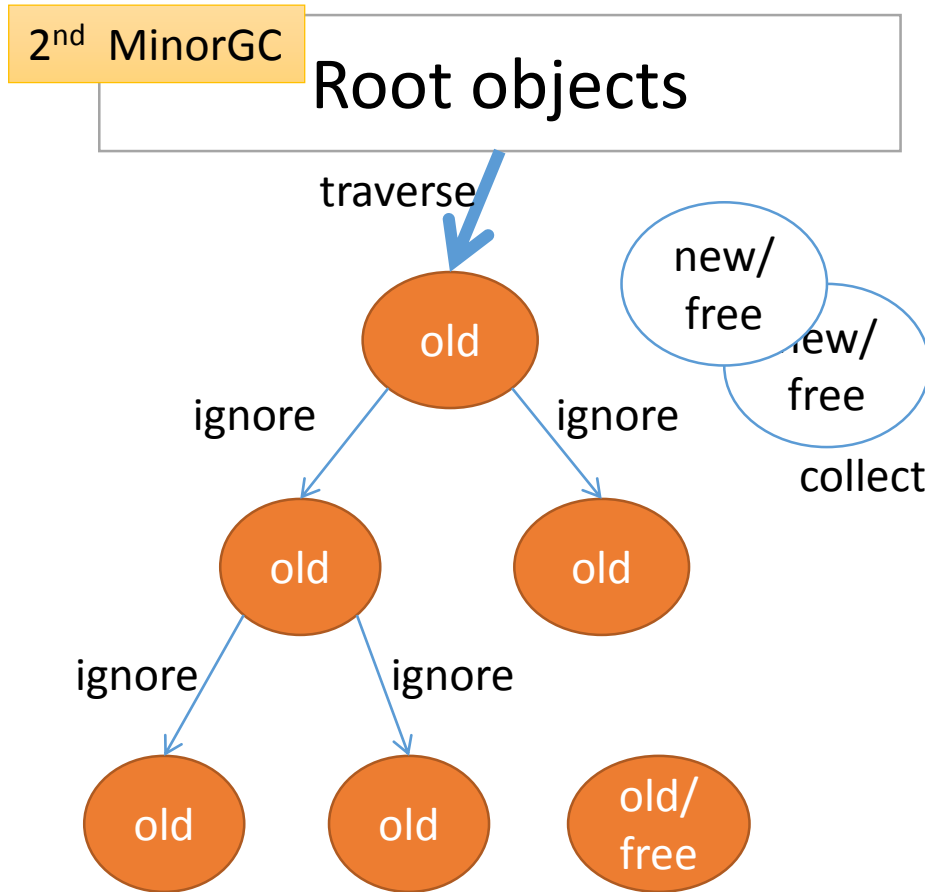 2nd MinorGC
Root objects
traverse
new/
free
new/
free
collect
old
ignore
ignore
old
old
ignore
ignore
old
old
old/
free